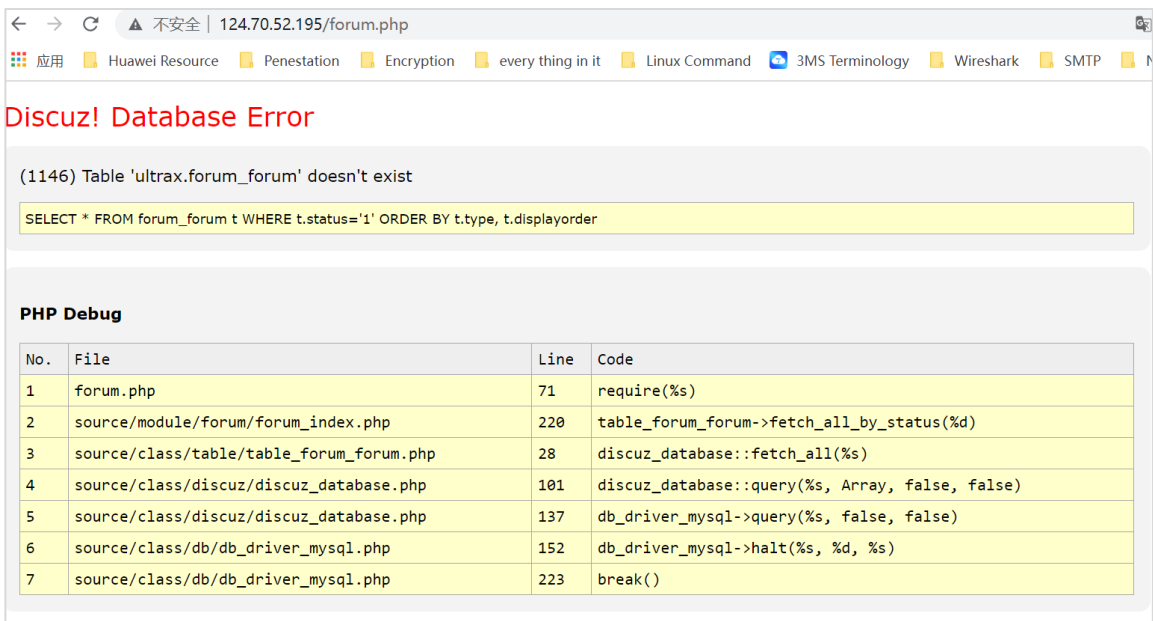 不安全 | 124.70.52.195/forum.php
应用 Huawei Resource Penestation Encryption every thing in it Linux Command 3MS Terminology Wireshark SMTP
Discuz! Database Error
(1146) Table 'ultrax.forum_forum' doesn't exist
SELECT * FROM forum_forum t WHERE t.status='1' ORDER BY t.type, t.displayorder
PHP Debug
No. File Line Code
1 forum.php 71 require(%s)
2 source/module/forum/forum_index.php 220 table_forum_forum->fetch_all_by_status(%d)
3 source/class/table/table_forum_forum.php 28 discuz_database::fetch_all(%s)
4 source/class/discuz/discuz_database.php 101 discuz_database::query(%s, Array, false, false)
5 source/class/discuz/discuz_database.php 137 db_driver_mysql->query(%s, false, false)
6 source/class/db/db_driver_mysql.php 152 db_driver_mysql->halt(%s, %d, %s)
7 source/class/db/db_driver_mysql.php 223 break()